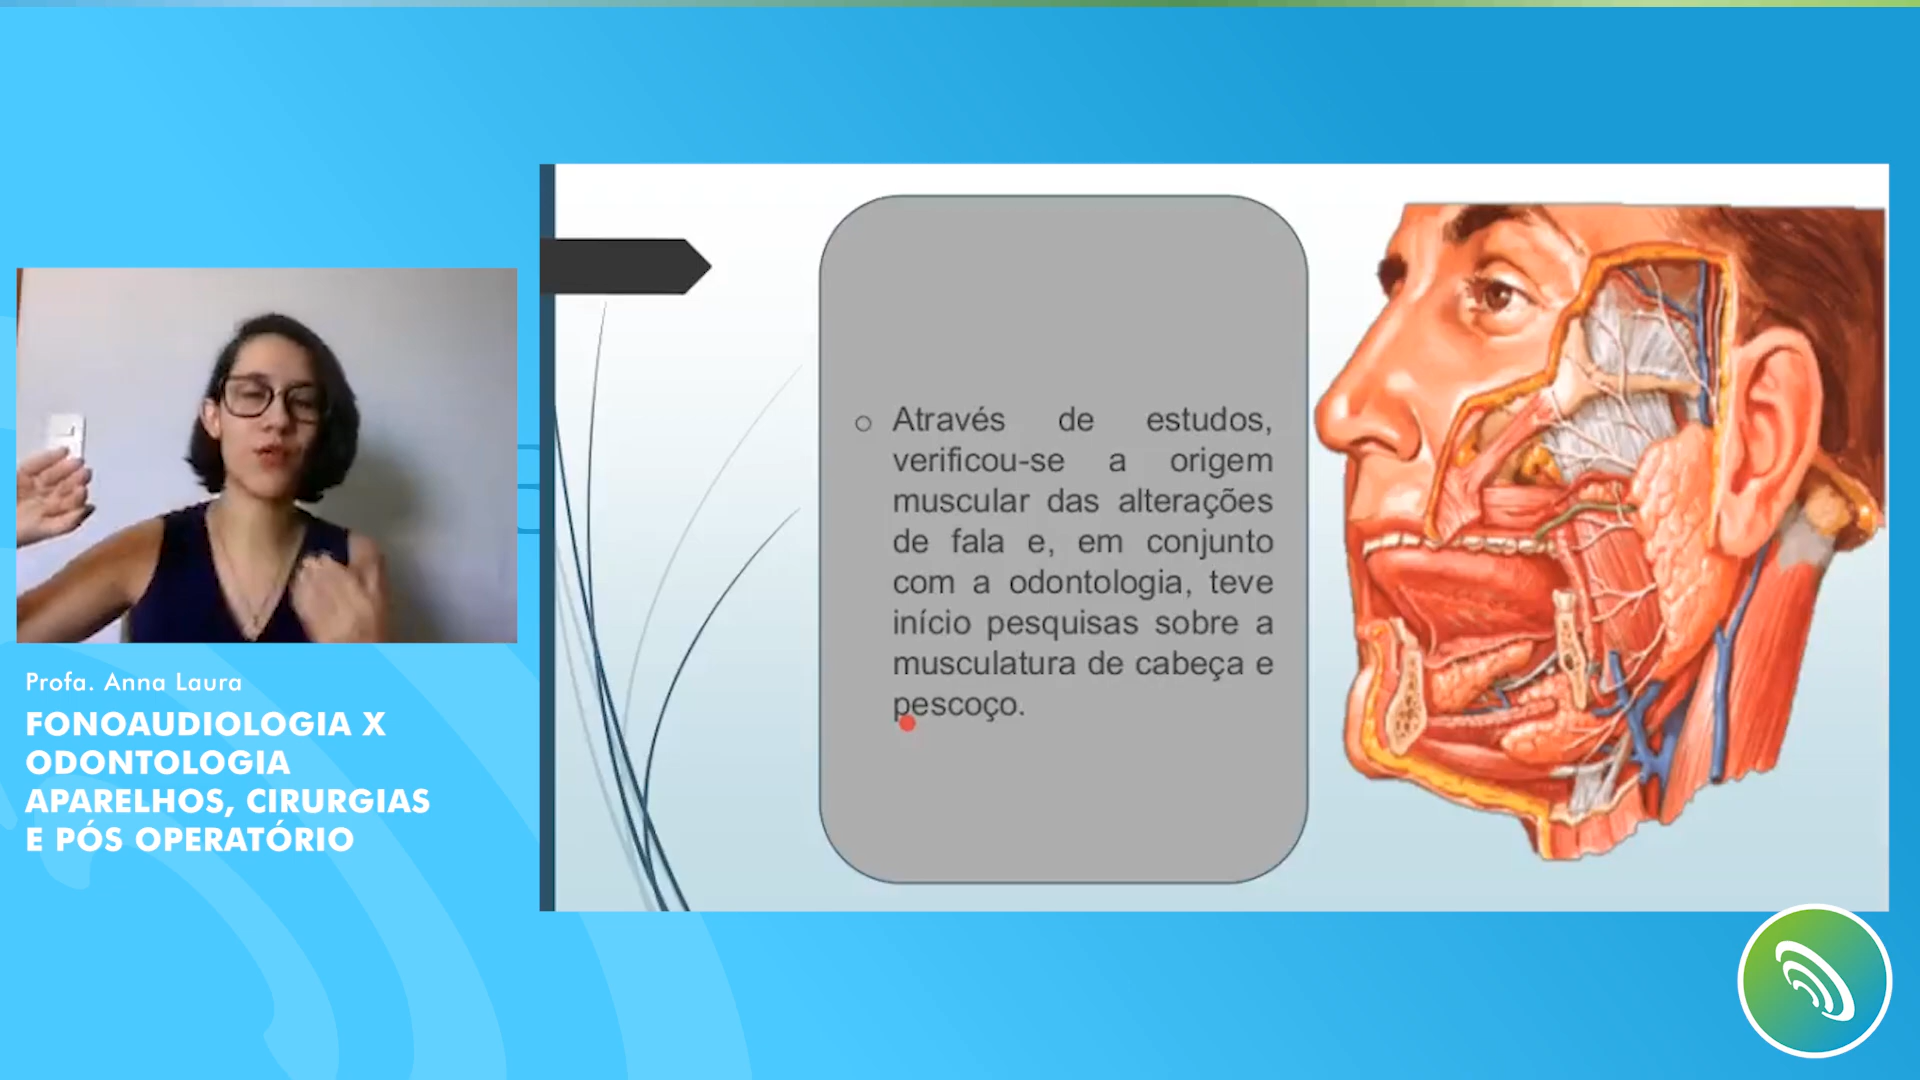 Profa. Anna Laura
FONOAUDIOLOGIA X
ODONTOLOGIA
APARELHOS, CIRURGIAS
E PÓS OPERATÓRIO
Através de estudos,
verificou-se a origem
muscular das alterações
de fala e, em conjunto
com a odontologia, teve
início pesquisas sobre a
musculatura de cabeça e
pescoço.